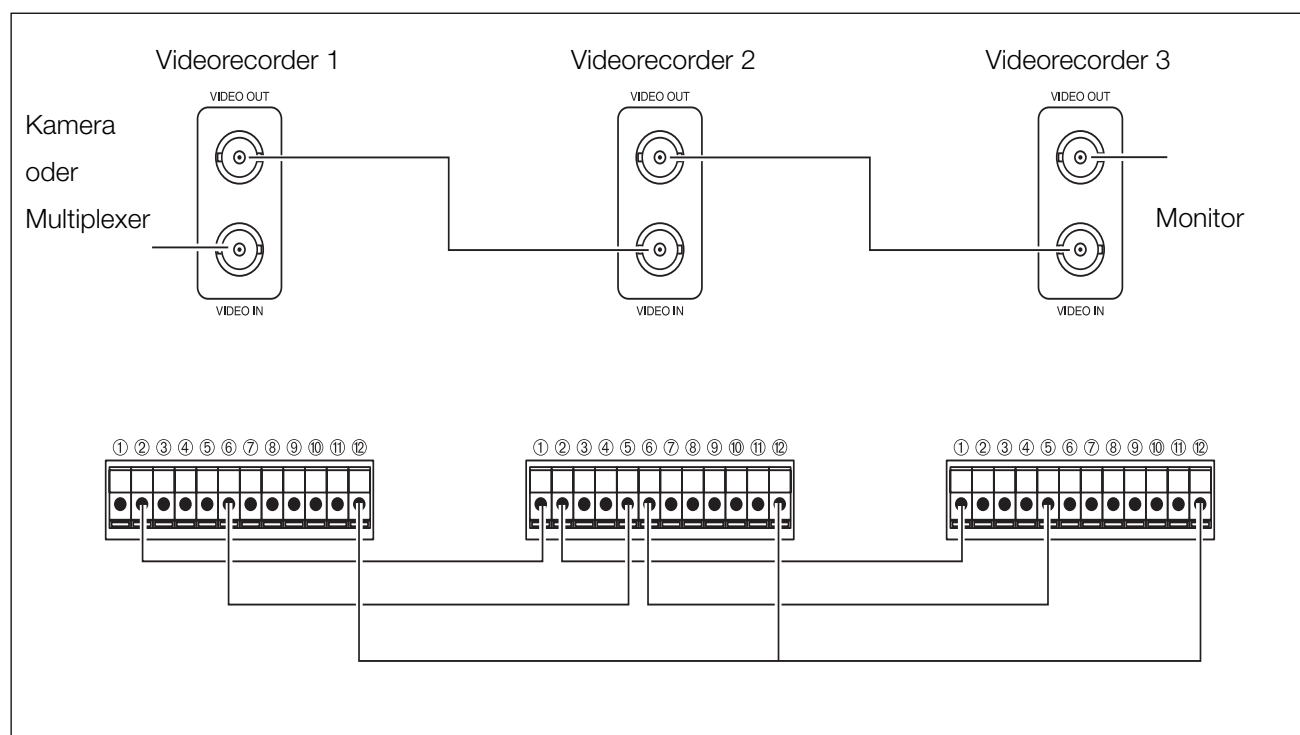 Videorecorder 1
Videorecorder 2
Videorecorder 3
VIDEO OUT
VIDEO OUT
VIDEO OUT
Kamera
oder
Multiplexer
Monitor
VIDEO IN
VIDEO IN
VIDEO IN
① ② ③ ④ ⑤ ⑥ ⑦ ⑧ ⑨ ⑩ ⑪ ⑫
① ② ③ ④ ⑤ ⑥ ⑦ ⑧ ⑨ ⑩ ⑪ ⑫
① ② ③ ④ ⑤ ⑥ ⑦ ⑧ ⑨ ⑩ ⑪ ⑫